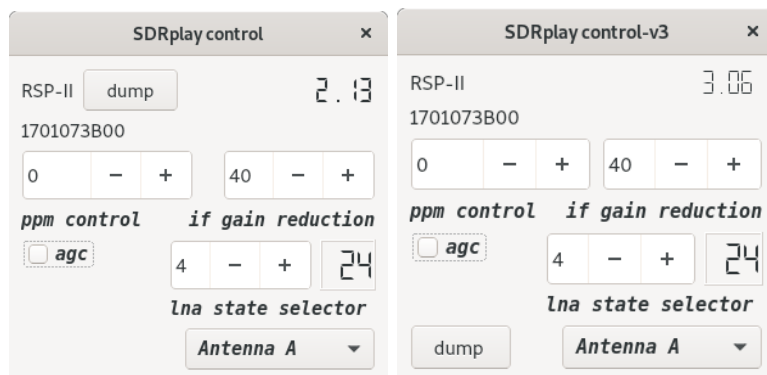 SDRplay control ×
RSP-II dump 2.13
1701073B00
0 − + 40 − +
ppm control if gain reduction
agc 4 − + 24
lna state selector
Antenna A
SDRplay control-v3 ×
RSP-II 3.06
1701073B00
0 − + 40 − +
ppm control if gain reduction
agc 4 − + 24
lna state selector
dump Antenna A